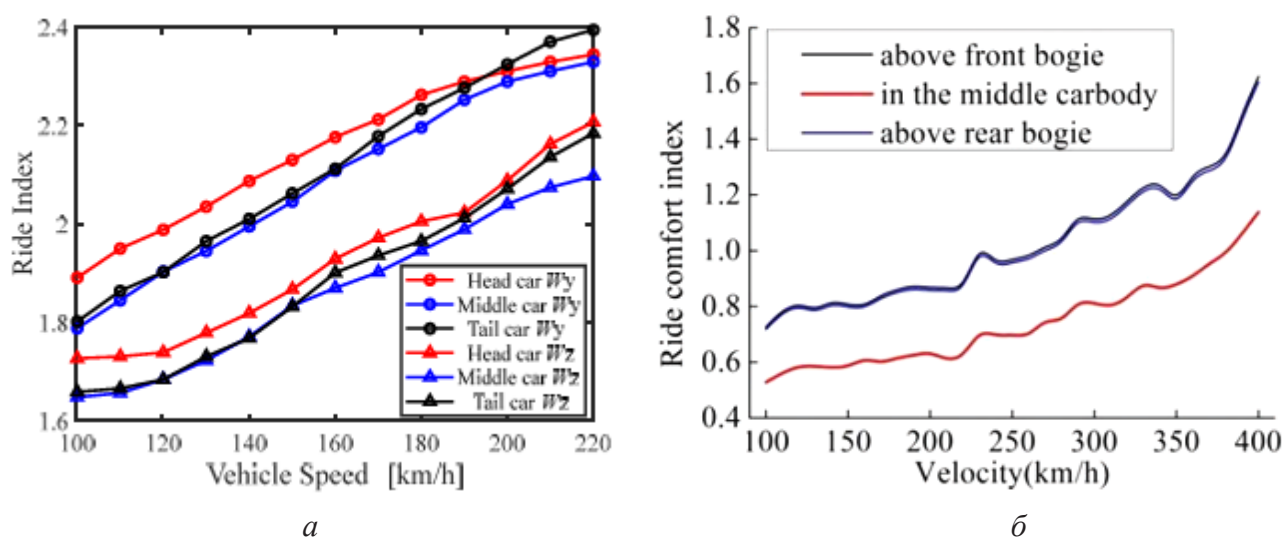 Ride Index
2.4
2.2
2
1.8
1.6
Head car Wy
Middle car Wy
Tail car Wy
Head car Wz
Middle car Wz
Tail car Wz
100 120 140 160 180 200 220
Vehicle Speed [km/h]
а
Ride comfort index
1.8
1.6
1.4
1.2
1.0
0.8
0.6
0.4
above front bogie
in the middle carbody
above rear bogie
100 150 200 250 300 350 400
Velocity(km/h)
б